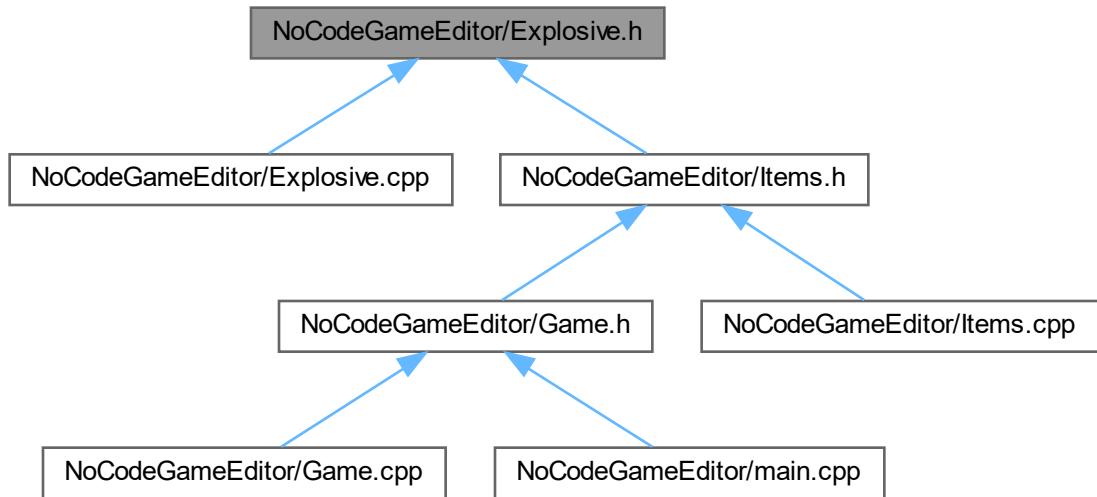 NoCodeGameEditor/Explosive.h
NoCodeGameEditor/Explosive.cpp
NoCodeGameEditor/Items.h
NoCodeGameEditor/Game.h
NoCodeGameEditor/Items.cpp
NoCodeGameEditor/Game.cpp
NoCodeGameEditor/main.cpp